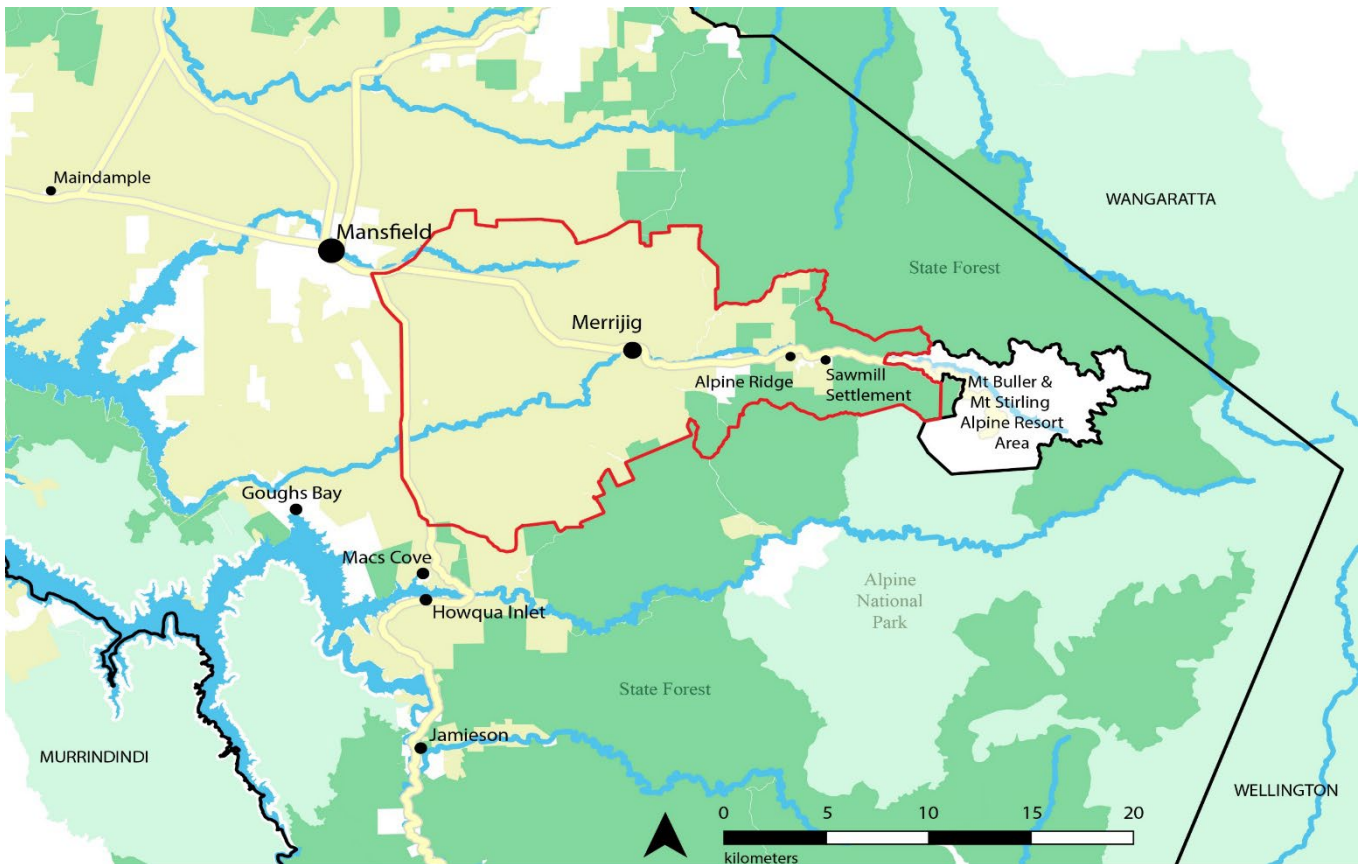 Maindample
WANGARATTA
Mansfield
State Forest
Merrijig
Alpine Ridge
Sawmill
Settlement
Mt Buller &
Mt Stirling
Alpine Resort
Area
Goughs Bay
Macs Cove
Howqua Inlet
Alpine
National
Park
State Forest
Jamieson
MURRINDINDI
WELLINGTON
0 5 10 15 20
kilometers